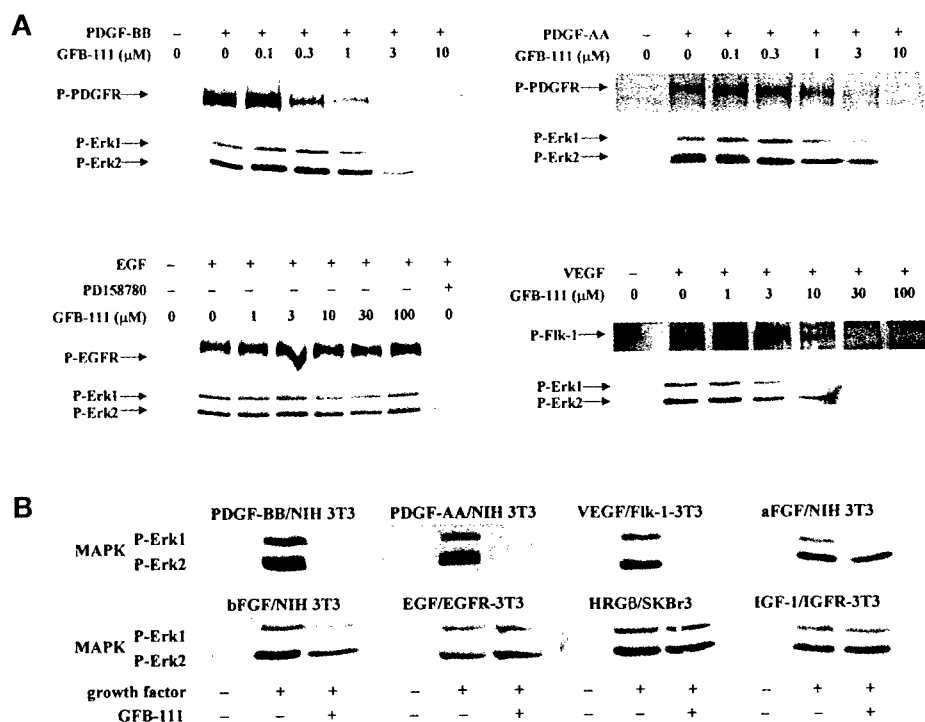 A
PDGF-BB – + + + + + +
GFB-111 (μM) 0 0 0.1 0.3 1 3 10
P-PDGFR
P-Erk1
P-Erk2
PDGF-AA – + + + + + +
GFB-111 (μM) 0 0 0.1 0.3 1 3 10
P-PDGFR
P-Erk1
P-Erk2
EGF – + + + + + + +
PD158780 – – – – – – – +
GFB-111 (μM) 0 0 1 3 10 30 100 0
P-EGFR
P-Erk1
P-Erk2
VEGF – + + + + + +
GFB-111 (μM) 0 0 1 3 10 30 100
P-Flk-1
P-Erk1
P-Erk2
B
PDGF-BB/NIH 3T3 PDGF-AA/NIH 3T3 VEGF/Flk-1-3T3 aFGF/NIH 3T3
MAPK P-Erk1
P-Erk2
bFGF/NIH 3T3 EGF/EGFR-3T3 HRGβ/SKBr3 IGF-1/IGFR-3T3
MAPK P-Erk1
P-Erk2
growth factor – + + – + + – + + – + +
GFB-111 – – + – – + – – + – – +